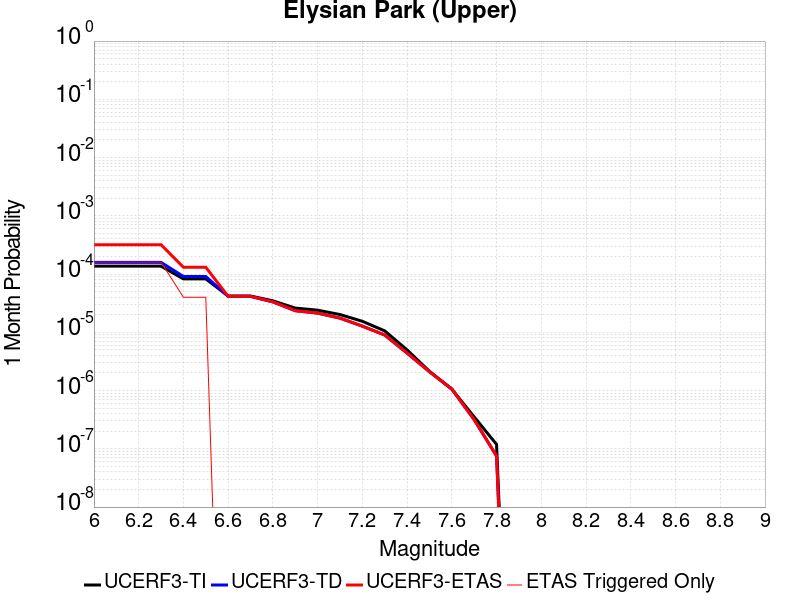 Elysian Park (Upper)
10^0
10^-1
10^-2
10^-3
10^-4
10^-5
10^-6
10^-7
10^-8
1 Month Probability
6 6.2 6.4 6.6 6.8 7 7.2 7.4 7.6 7.8 8 8.2 8.4 8.6 8.8 9
Magnitude
UCERF3-TI UCERF3-TD UCERF3-ETAS ETAS Triggered Only